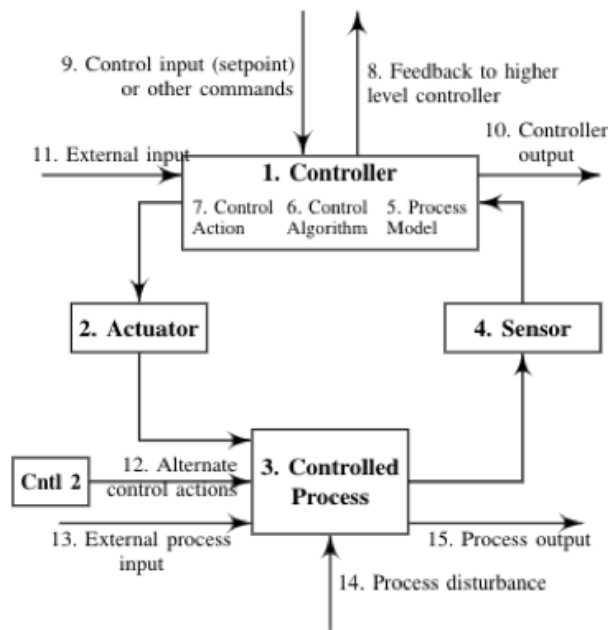 9. Control input (setpoint)
or other commands
8. Feedback to higher
level controller
10. Controller
output
11. External input
1. Controller
7. Control
Action
6. Control
Algorithm
5. Process
Model
2. Actuator
4. Sensor
Cntl 2
12. Alternate
control actions
3. Controlled
Process
13. External process
input
15. Process output
14. Process disturbance